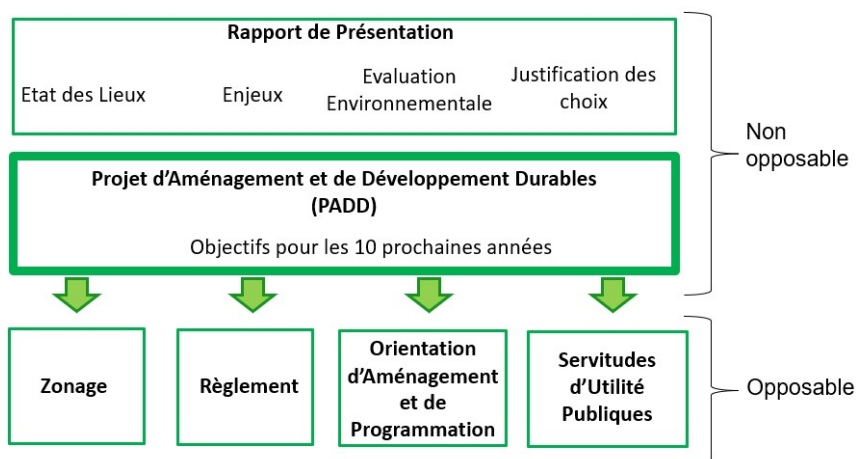 Rapport de Présentation
Etat des Lieux
Enjeux
Evaluation
Environnementale
Justification des
choix
Non
opposable
Projet d’Aménagement et de Développement Durables
(PADD)
Objectifs pour les 10 prochaines années
Zonage
Règlement
Orientation
d’Aménagement
et de
Programmation
Servitudes
d’Utilité
Publiques
Opposable